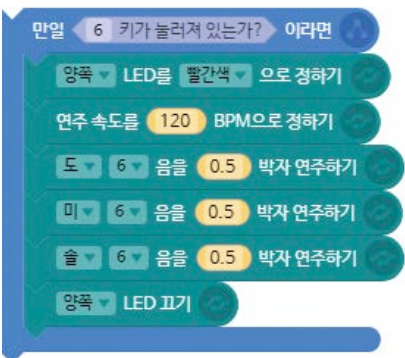 만일 6 키가 눌러져 있는가? 이라면
양쪽 LED를 빨간색 으로 정하기
연주 속도를 120 BPM으로 정하기
도 6 음을 0.5 박자 연주하기
미 6 음을 0.5 박자 연주하기
솔 6 음을 0.5 박자 연주하기
양쪽 LED 끄기